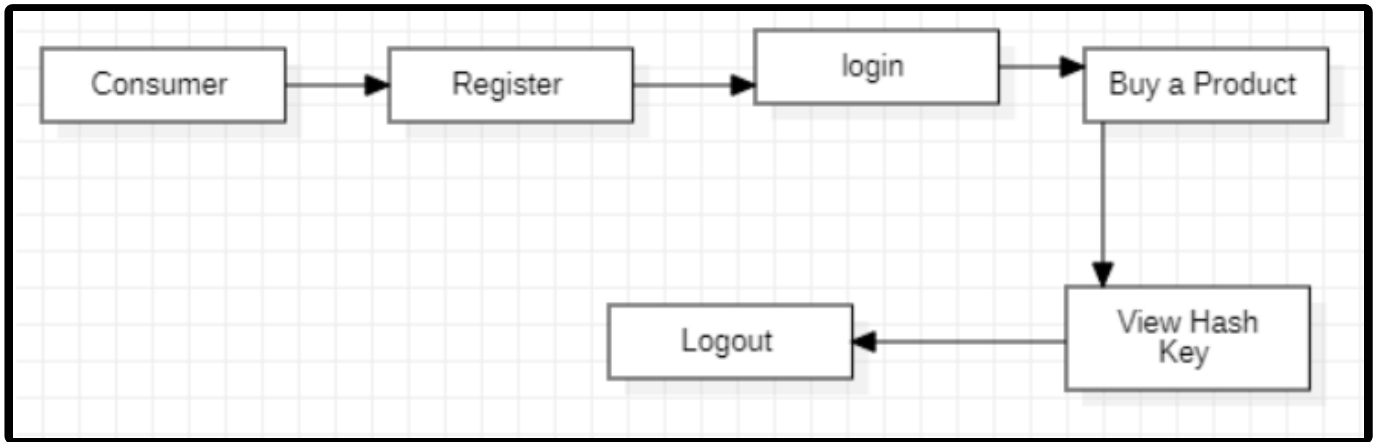 Consumer
Register
login
Buy a Product
View Hash
Key
Logout